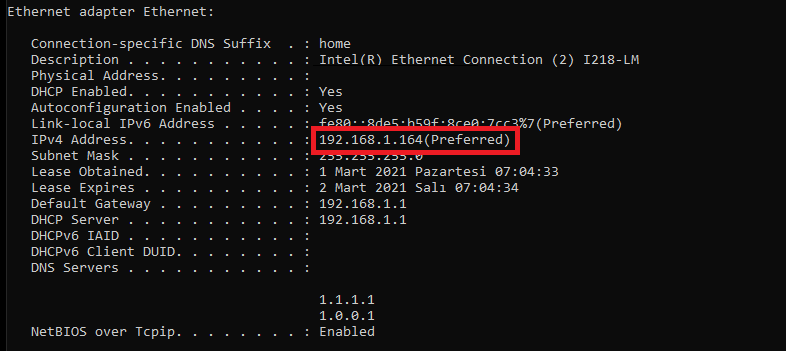 Ethernet adapter Ethernet:
Connection-specific DNS Suffix . : home
Description . . . . . . . . . . . : Intel(R) Ethernet Connection (2) I218-LM
Physical Address. . . . . . . . . :
DHCP Enabled. . . . . . . . . . . : Yes
Autoconfiguration Enabled . . . . : Yes
Link-local IPv6 Address . . . . . : fe80::8de5:b59f:8ce0:7cc3%7(Preferred)
IPv4 Address. . . . . . . . . . . : 192.168.1.164(Preferred)
Subnet Mask . . . . . . . . . . . : 255.255.255.0
Lease Obtained. . . . . . . . . . : 1 Mart 2021 Pazartesi 07:04:33
Lease Expires . . . . . . . . . . : 2 Mart 2021 Salı 07:04:34
Default Gateway . . . . . . . . . : 192.168.1.1
DHCP Server . . . . . . . . . . . : 192.168.1.1
DHCPv6 IAID . . . . . . . . . . . :
DHCPv6 Client DUID. . . . . . . . :
DNS Servers . . . . . . . . . . . :
1.1.1.1
1.0.0.1
NetBIOS over Tcpip. . . . . . . . : Enabled